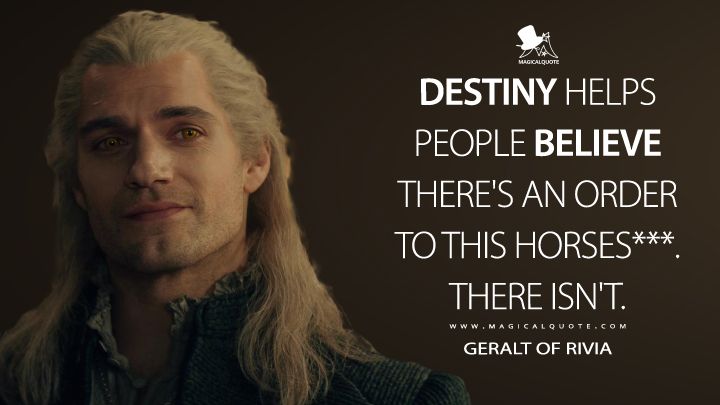 MAGICALQUOTE
DESTINY HELPS
PEOPLE BELIEVE
THERE'S AN ORDER
TO THIS HORSES***.
THERE ISN'T.
WWW.MAGICALQUOTE.COM
GERALT OF RIVIA